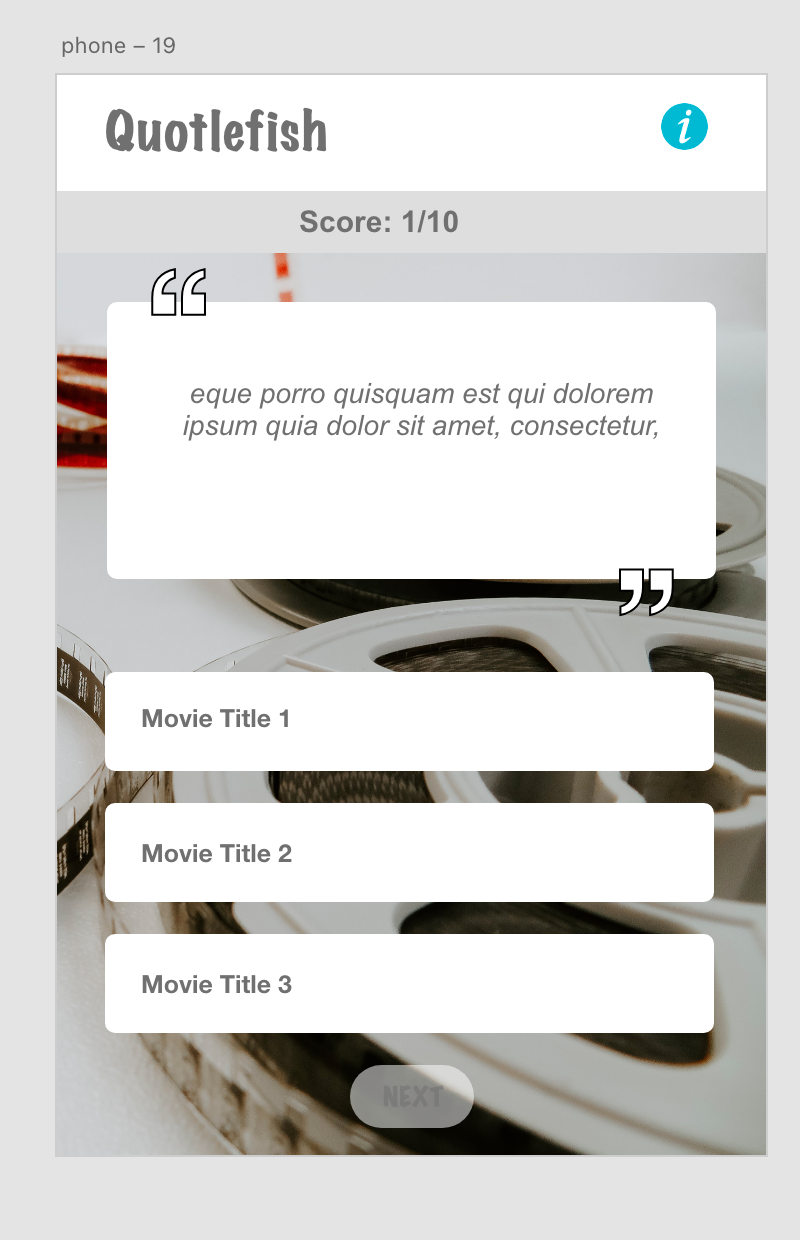 phone – 19
Quotlefish
i
Score: 1/10
“
eque porro quisquam est qui dolorem
ipsum quia dolor sit amet, consectetur,
”
Movie Title 1
Movie Title 2
Movie Title 3
NEXT